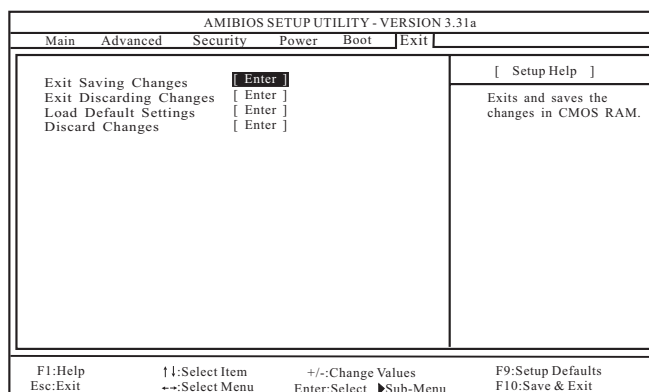 AMIBIOS SETUP UTILITY - VERSION 3.31a
Main Advanced Security Power Boot Exit
Exit Saving Changes [ Enter ]
Exit Discarding Changes [ Enter ]
Load Default Settings [ Enter ]
Discard Changes [ Enter ]
[ Setup Help ]
Exits and saves the
changes in CMOS RAM.
F1:Help ↑↓:Select Item +/-:Change Values F9:Setup Defaults
Esc:Exit ←→:Select Menu Enter:Select ▶Sub-Menu F10:Save & Exit